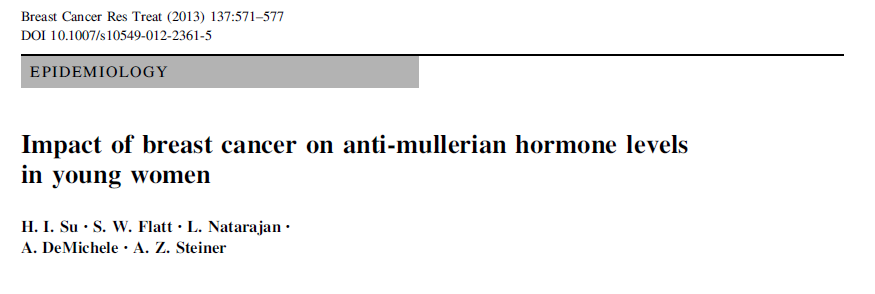 Breast Cancer Res Treat (2013) 137:571–577
DOI 10.1007/s10549-012-2361-5
EPIDEMIOLOGY
Impact of breast cancer on anti-mullerian hormone levels
in young women
H. I. Su · S. W. Flatt · L. Natarajan ·
A. DeMichele · A. Z. Steiner